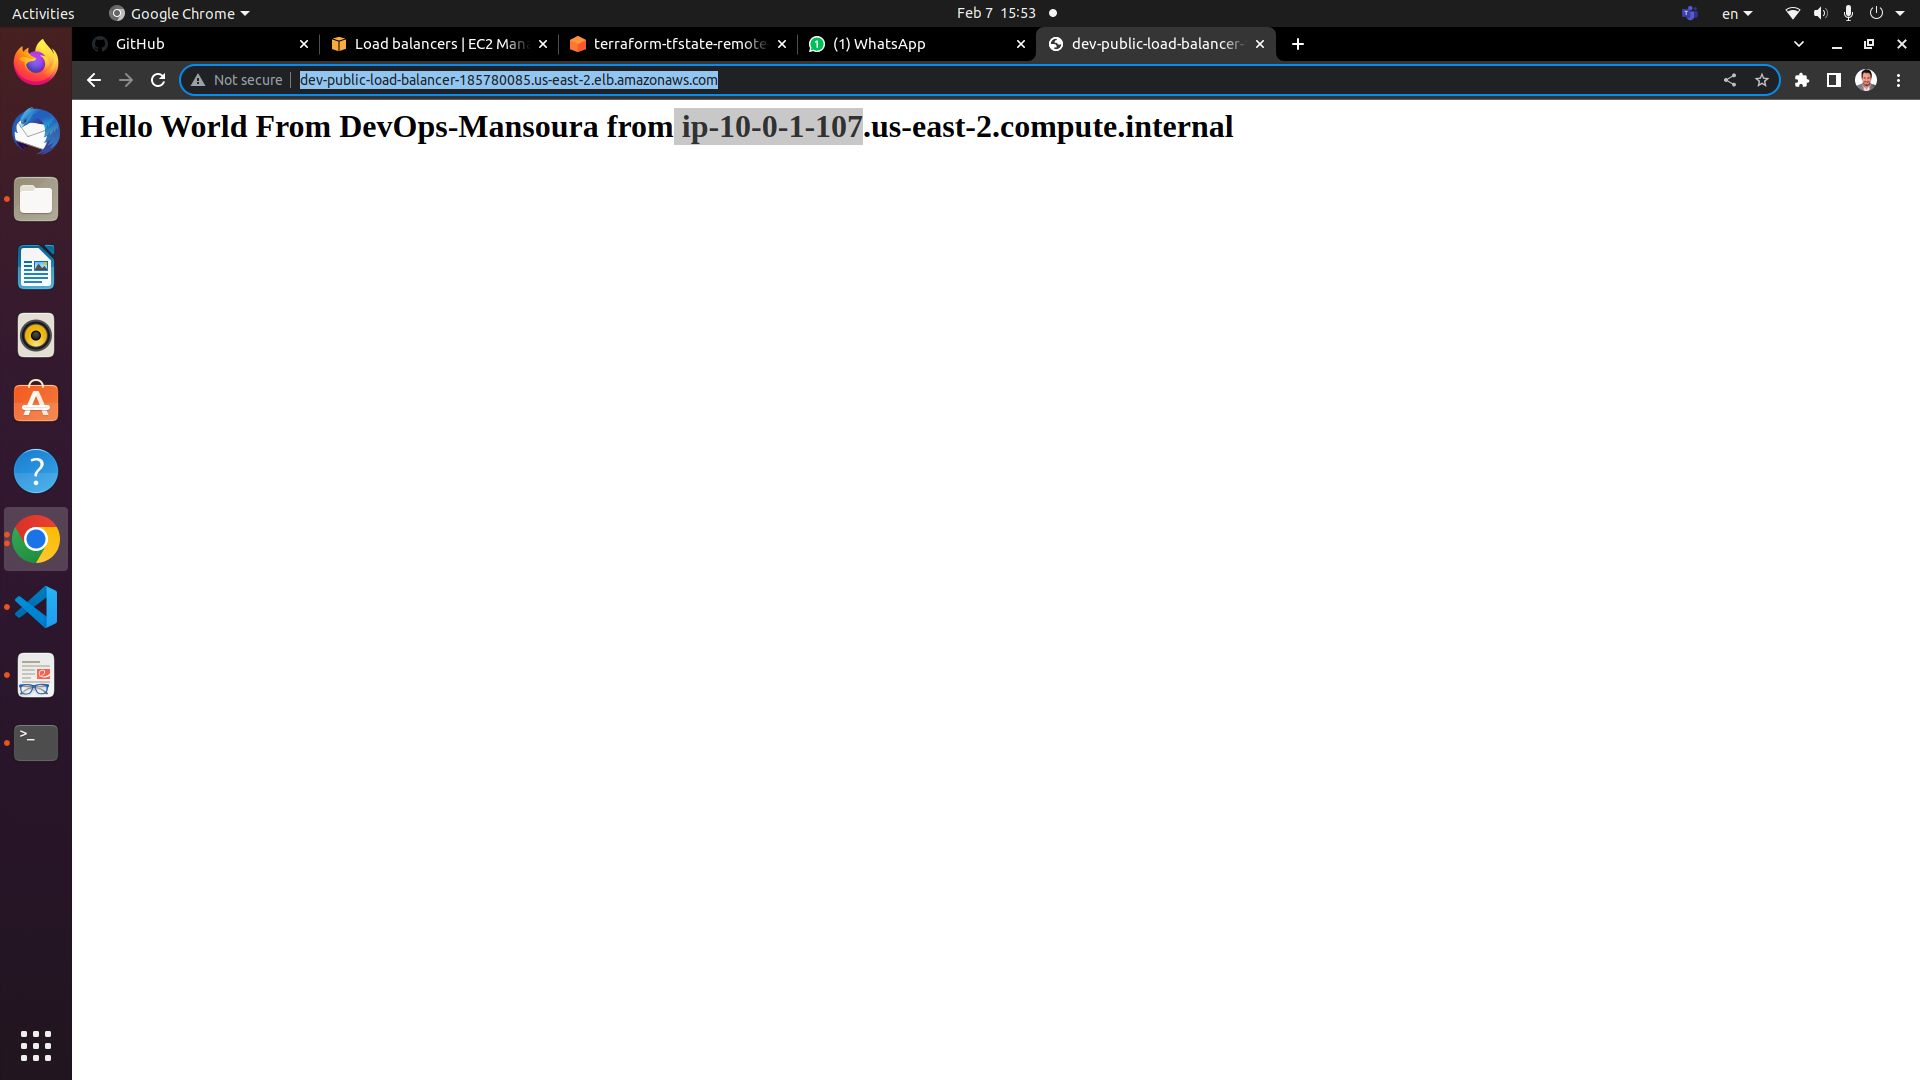 Activities
Google Chrome
Feb 7 15:53
en
GitHub
Load balancers | EC2 Man
terraform-tfstate-remote
(1) WhatsApp
dev-public-load-balancer-
Not secure
dev-public-load-balancer-185780085.us-east-2.elb.amazonaws.com
Hello World From DevOps-Mansoura from ip-10-0-1-107.us-east-2.compute.internal